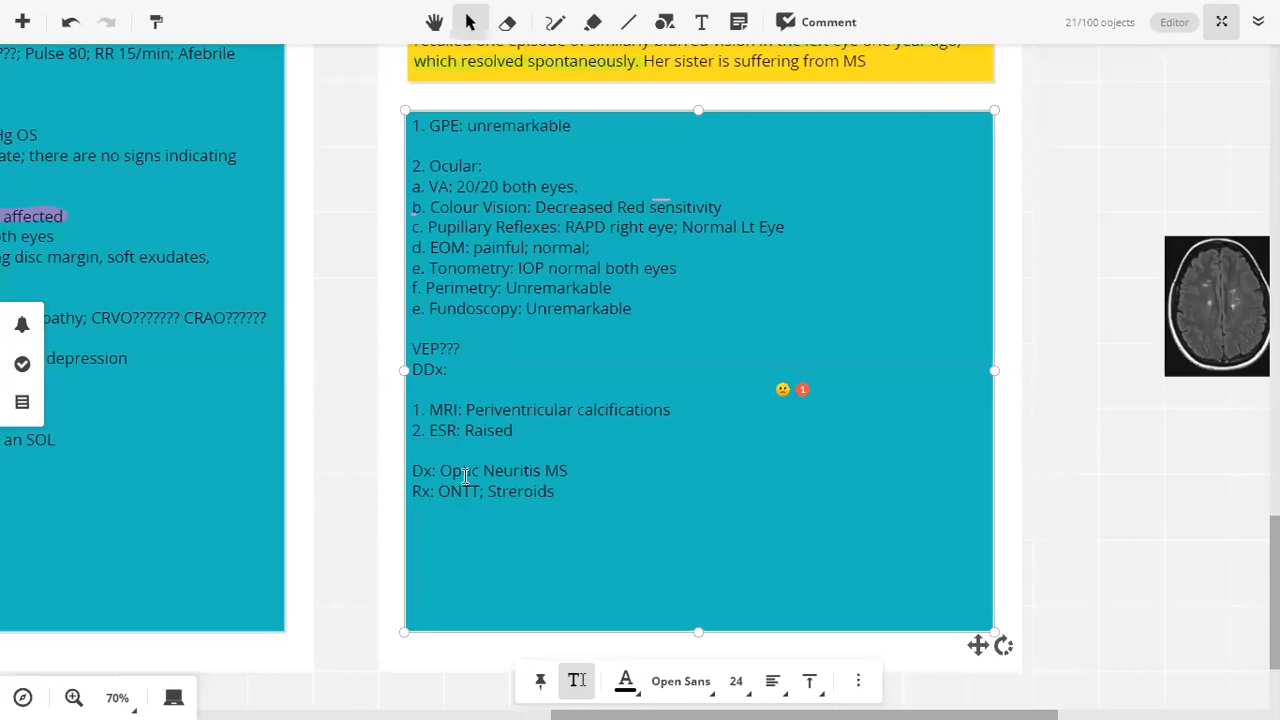 Comment
21/100 objects
Editor
???; Pulse 80; RR 15/min; Afebrile
Hg OS
ate; there are no signs indicating
affected
oth eyes
ng disc margin, soft exudates,
pathy; CRVO??????? CRAO??????
depression
an SOL
which resolved spontaneously. Her sister is suffering from MS
1. GPE: unremarkable
2. Ocular:
a. VA: 20/20 both eyes.
b. Colour Vision: Decreased Red sensitivity
c. Pupillary Reflexes: RAPD right eye; Normal Lt Eye
d. EOM: painful; normal;
e. Tonometry: IOP normal both eyes
f. Perimetry: Unremarkable
e. Fundoscopy: Unremarkable
VEP???
DDx:
1
1. MRI: Periventricular calcifications
2. ESR: Raised
Dx: Optic Neuritis MS
Rx: ONTT; Streroids
70%
Open Sans
24